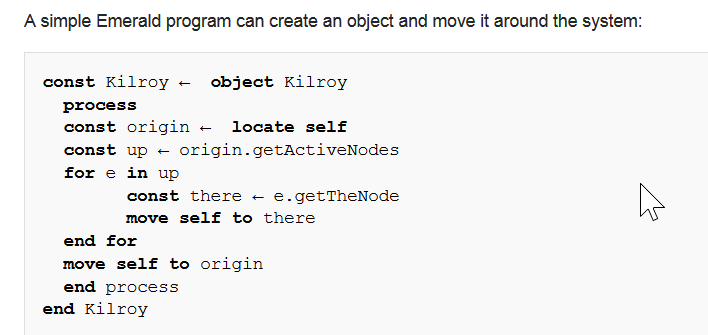 A simple Emerald program can create an object and move it around the system:
const Kilroy ← object Kilroy
process
const origin ← locate self
const up ← origin.getActiveNodes
for e in up
const there ← e.getTheNode
move self to there
end for
move self to origin
end process
end Kilroy